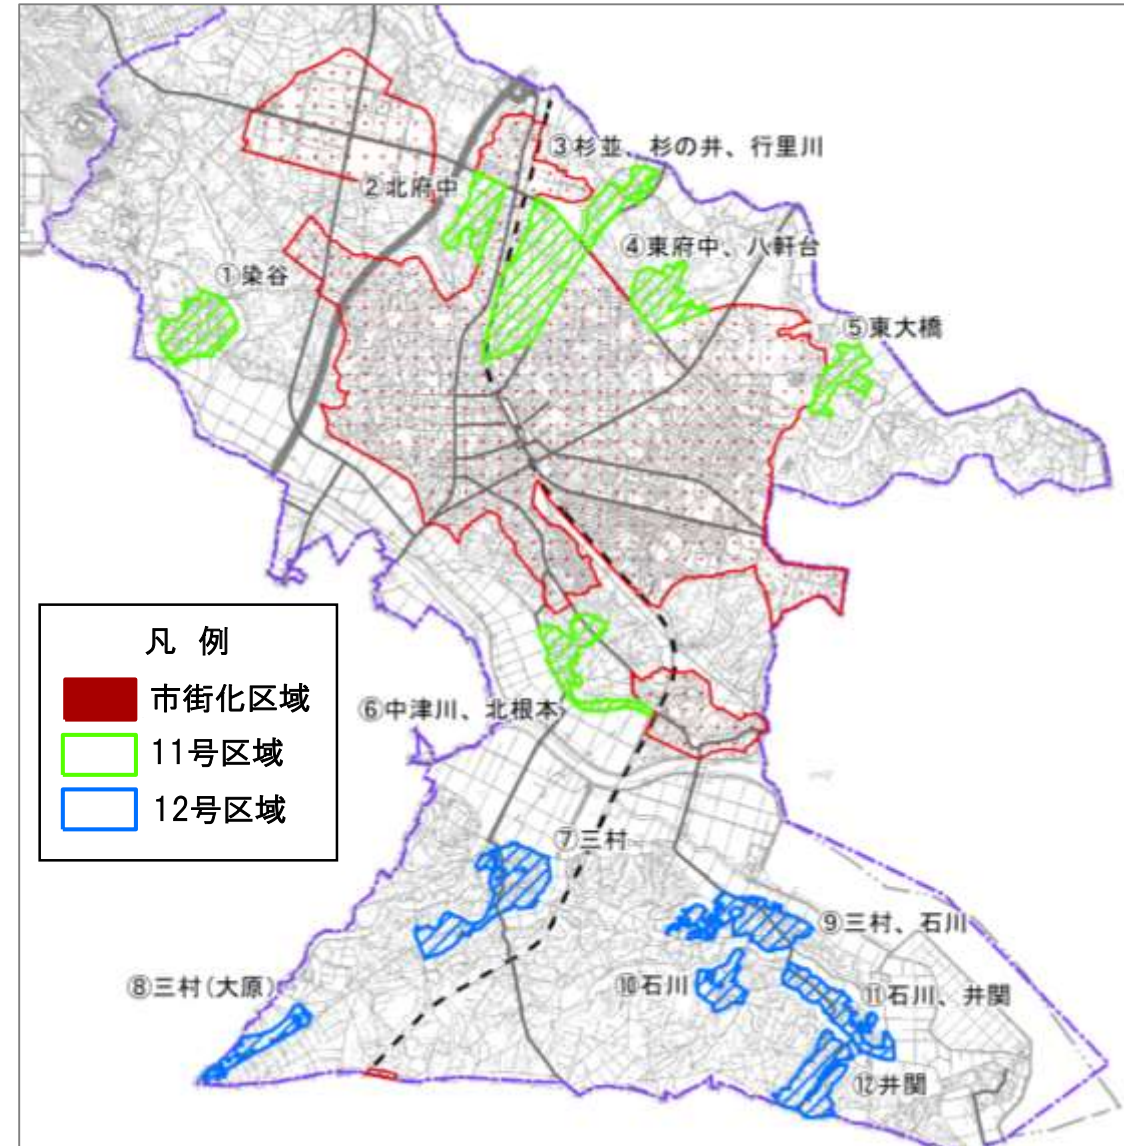 ③杉並、杉の井、行里川
②北府中
④東府中、八軒台
①染谷
⑤東大橋
凡 例
市街化区域
11号区域
12号区域
⑥中津川、北根本
⑦三村
⑨三村、石川
⑧三村(大原)
⑩石川
⑪石川、井関
⑫井関